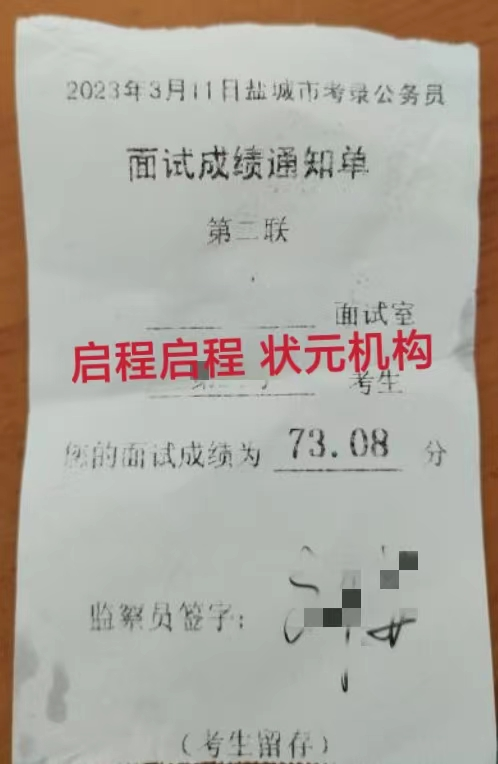 2023年3月11日盐城市考录公务员
面试成绩通知单
第二联
面试室
启程启程 状元机构
考生
您的面试成绩为 73.08 分
监察员签字:
(考生留存)